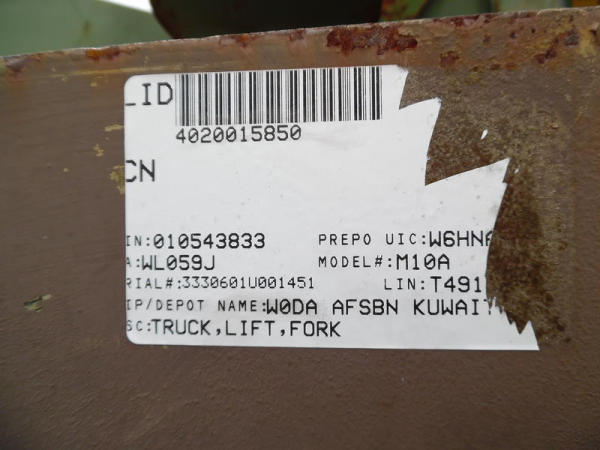 LID
4020015850
CN
IN:010543833 PREPO UIC:W6HNA
A:WL059J MODEL#:M10A
RIAL#:3330601U001451 LIN:T491
IP/DEPOT NAME:W0DA AFSBN KUWAIT
SC:TRUCK,LIFT,FORK